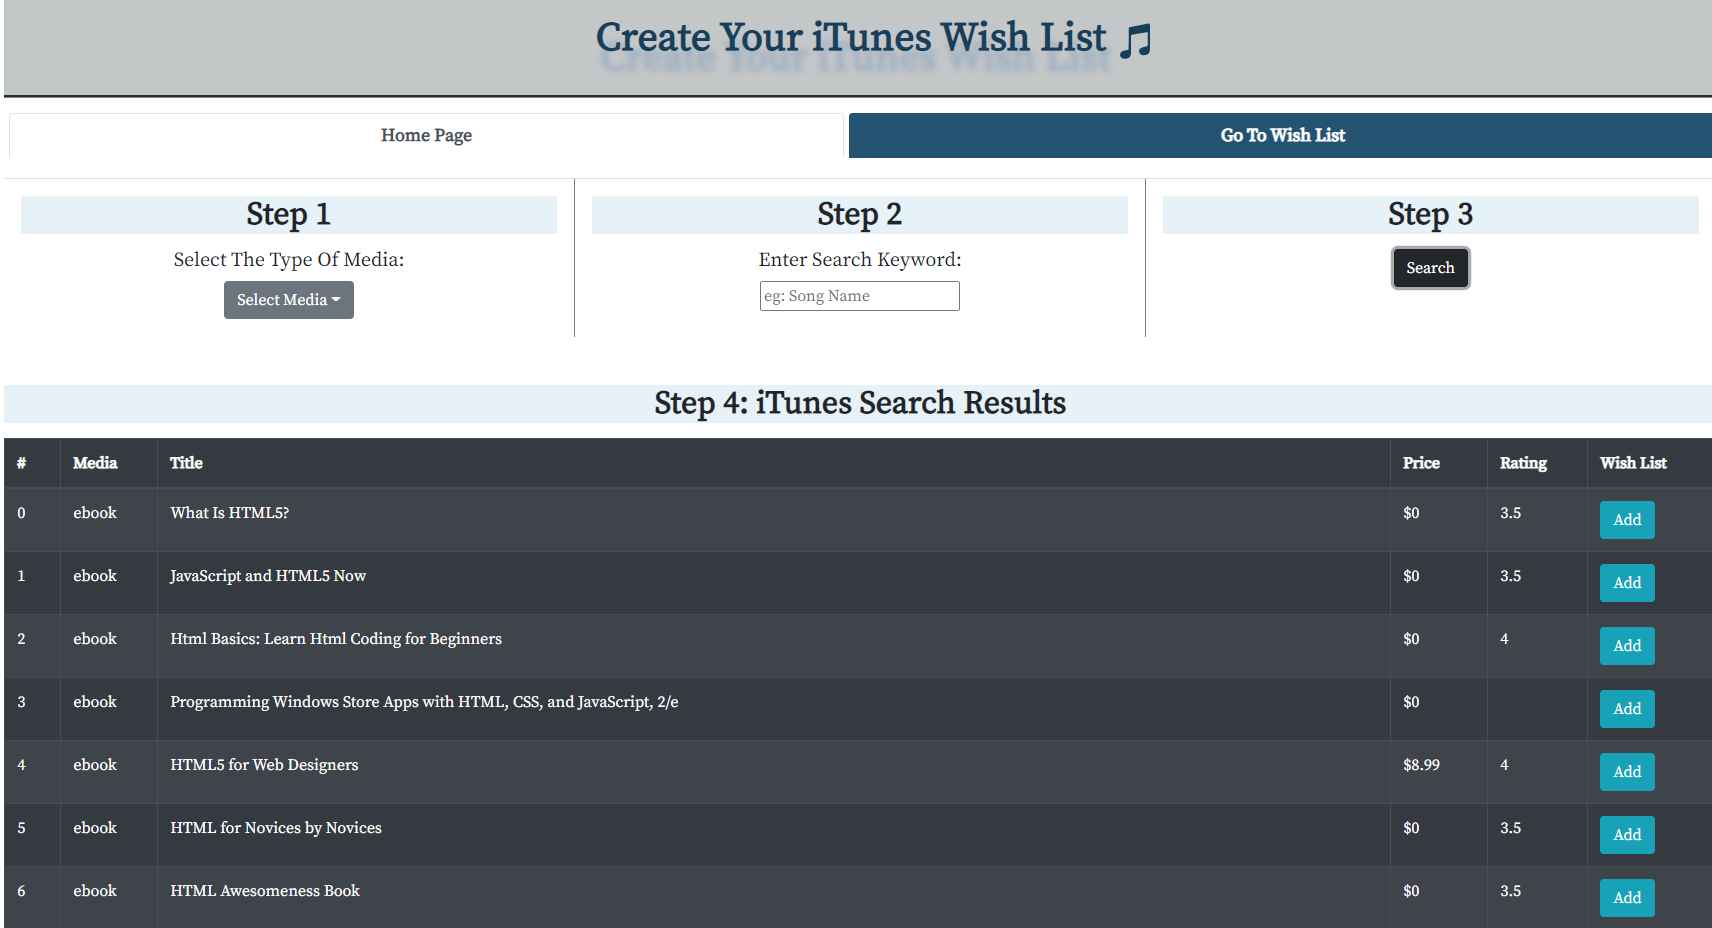 Create Your iTunes Wish List
Home Page Go To Wish List
Step 1 Step 2 Step 3
Select The Type Of Media: Enter Search Keyword: Search
Select Media eg: Song Name
Step 4: iTunes Search Results
# Media Title Price Rating Wish List
0 ebook What Is HTML5? $0 3.5 Add
1 ebook JavaScript and HTML5 Now $0 3.5 Add
2 ebook Html Basics: Learn Html Coding for Beginners $0 4 Add
3 ebook Programming Windows Store Apps with HTML, CSS, and JavaScript, 2/e $0 Add
4 ebook HTML5 for Web Designers $8.99 4 Add
5 ebook HTML for Novices by Novices $0 3.5 Add
6 ebook HTML Awesomeness Book $0 3.5 Add